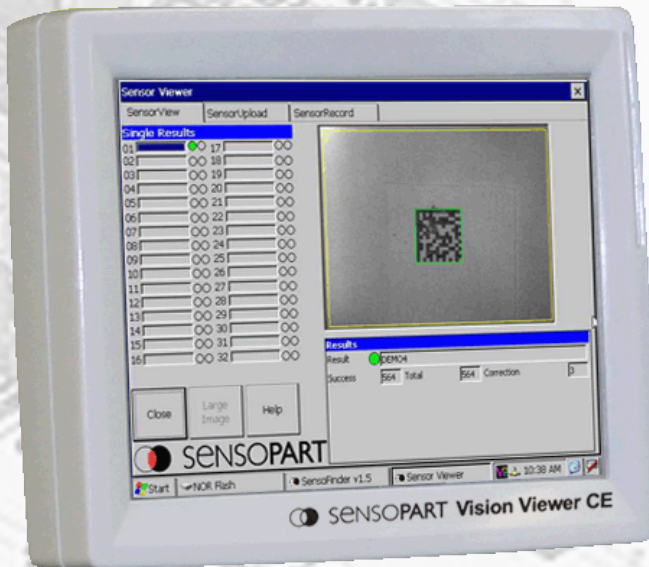 Sensor Viewer
SensorView SensorUpload SensorRecord
Single Results
01 17
02 18
03 19
04 20
05 21
06 22
07 23
08 24
09 25
10 26
11 27
12 28
13 29
14 30
15 31
16 32
Results
Result DEMO4
Success 564 Total 564 Correction 3
Close Large Image Help
SENSOPART
Start NOR Flash SensoFinder v1.5 Sensor Viewer 10:38 AM
SENSOPART Vision Viewer CE